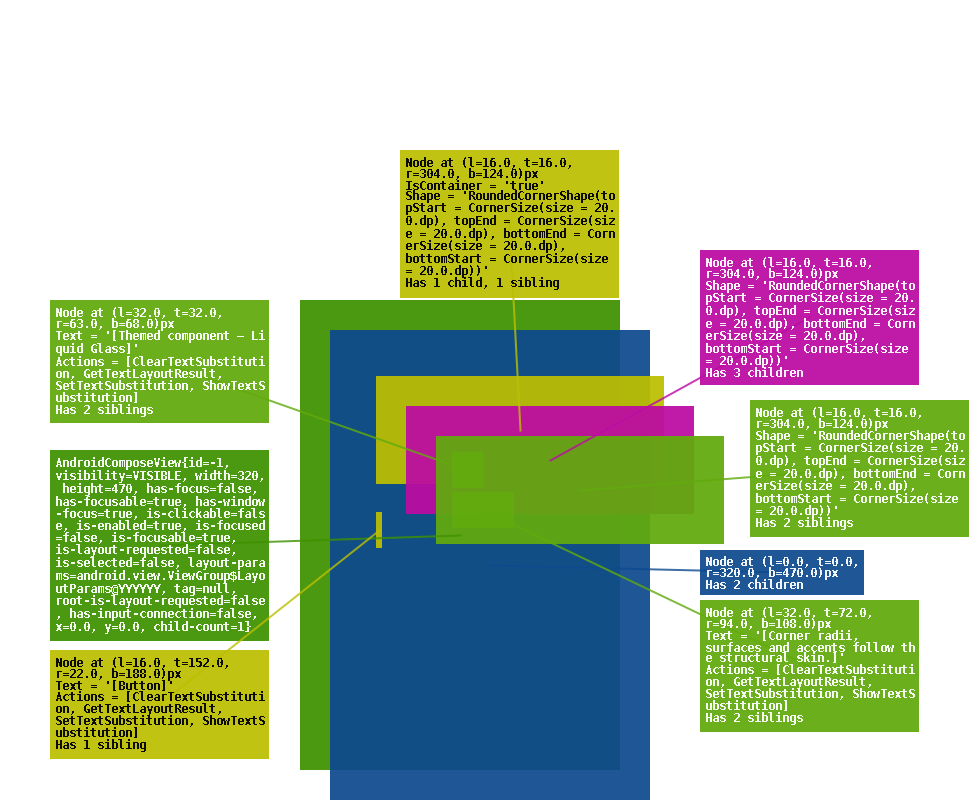 Node at (l=16.0, t=16.0,
r=304.0, b=124.0)px
IsContainer = 'true'
Shape = 'RoundedCornerShape(to
pStart = CornerSize(size = 20.
0.dp), topEnd = CornerSize(siz
e = 20.0.dp), bottomEnd = Corn
erSize(size = 20.0.dp),
bottomStart = CornerSize(size
= 20.0.dp))'
Has 1 child, 1 sibling
Node at (l=16.0, t=16.0,
r=304.0, b=124.0)px
Shape = 'RoundedCornerShape(to
pStart = CornerSize(size = 20.
0.dp), topEnd = CornerSize(siz
e = 20.0.dp), bottomEnd = Corn
erSize(size = 20.0.dp),
bottomStart = CornerSize(size
= 20.0.dp))'
Has 3 children
Node at (l=32.0, t=32.0,
r=63.0, b=68.0)px
Text = '[Themed component — Li
quid Glass]'
Actions = [ClearTextSubstituti
on, GetTextLayoutResult,
SetTextSubstitution, ShowTextS
ubstitution]
Has 2 siblings
Node at (l=16.0, t=16.0,
r=304.0, b=124.0)px
Shape = 'RoundedCornerShape(to
pStart = CornerSize(size = 20.
0.dp), topEnd = CornerSize(siz
e = 20.0.dp), bottomEnd = Corn
erSize(size = 20.0.dp),
bottomStart = CornerSize(size
= 20.0.dp))'
Has 2 siblings
AndroidComposeView{id=-1,
visibility=VISIBLE, width=320,
height=470, has-focus=false,
has-focusable=true, has-window
-focus=true, is-clickable=fals
e, is-enabled=true, is-focused
=false, is-focusable=true,
is-layout-requested=false,
is-selected=false, layout-para
ms=android.view.ViewGroup$Layo
utParams@YYYYYY, tag=null,
root-is-layout-requested=false
, has-input-connection=false,
x=0.0, y=0.0, child-count=1}
Node at (l=0.0, t=0.0,
r=320.0, b=470.0)px
Has 2 children
Node at (l=32.0, t=72.0,
r=94.0, b=108.0)px
Text = '[Corner radii,
surfaces and accents follow th
e structural skin.]'
Actions = [ClearTextSubstituti
on, GetTextLayoutResult,
SetTextSubstitution, ShowTextS
ubstitution]
Has 2 siblings
Node at (l=16.0, t=152.0,
r=22.0, b=188.0)px
Text = '[Button]'
Actions = [ClearTextSubstituti
on, GetTextLayoutResult,
SetTextSubstitution, ShowTextS
ubstitution]
Has 1 sibling